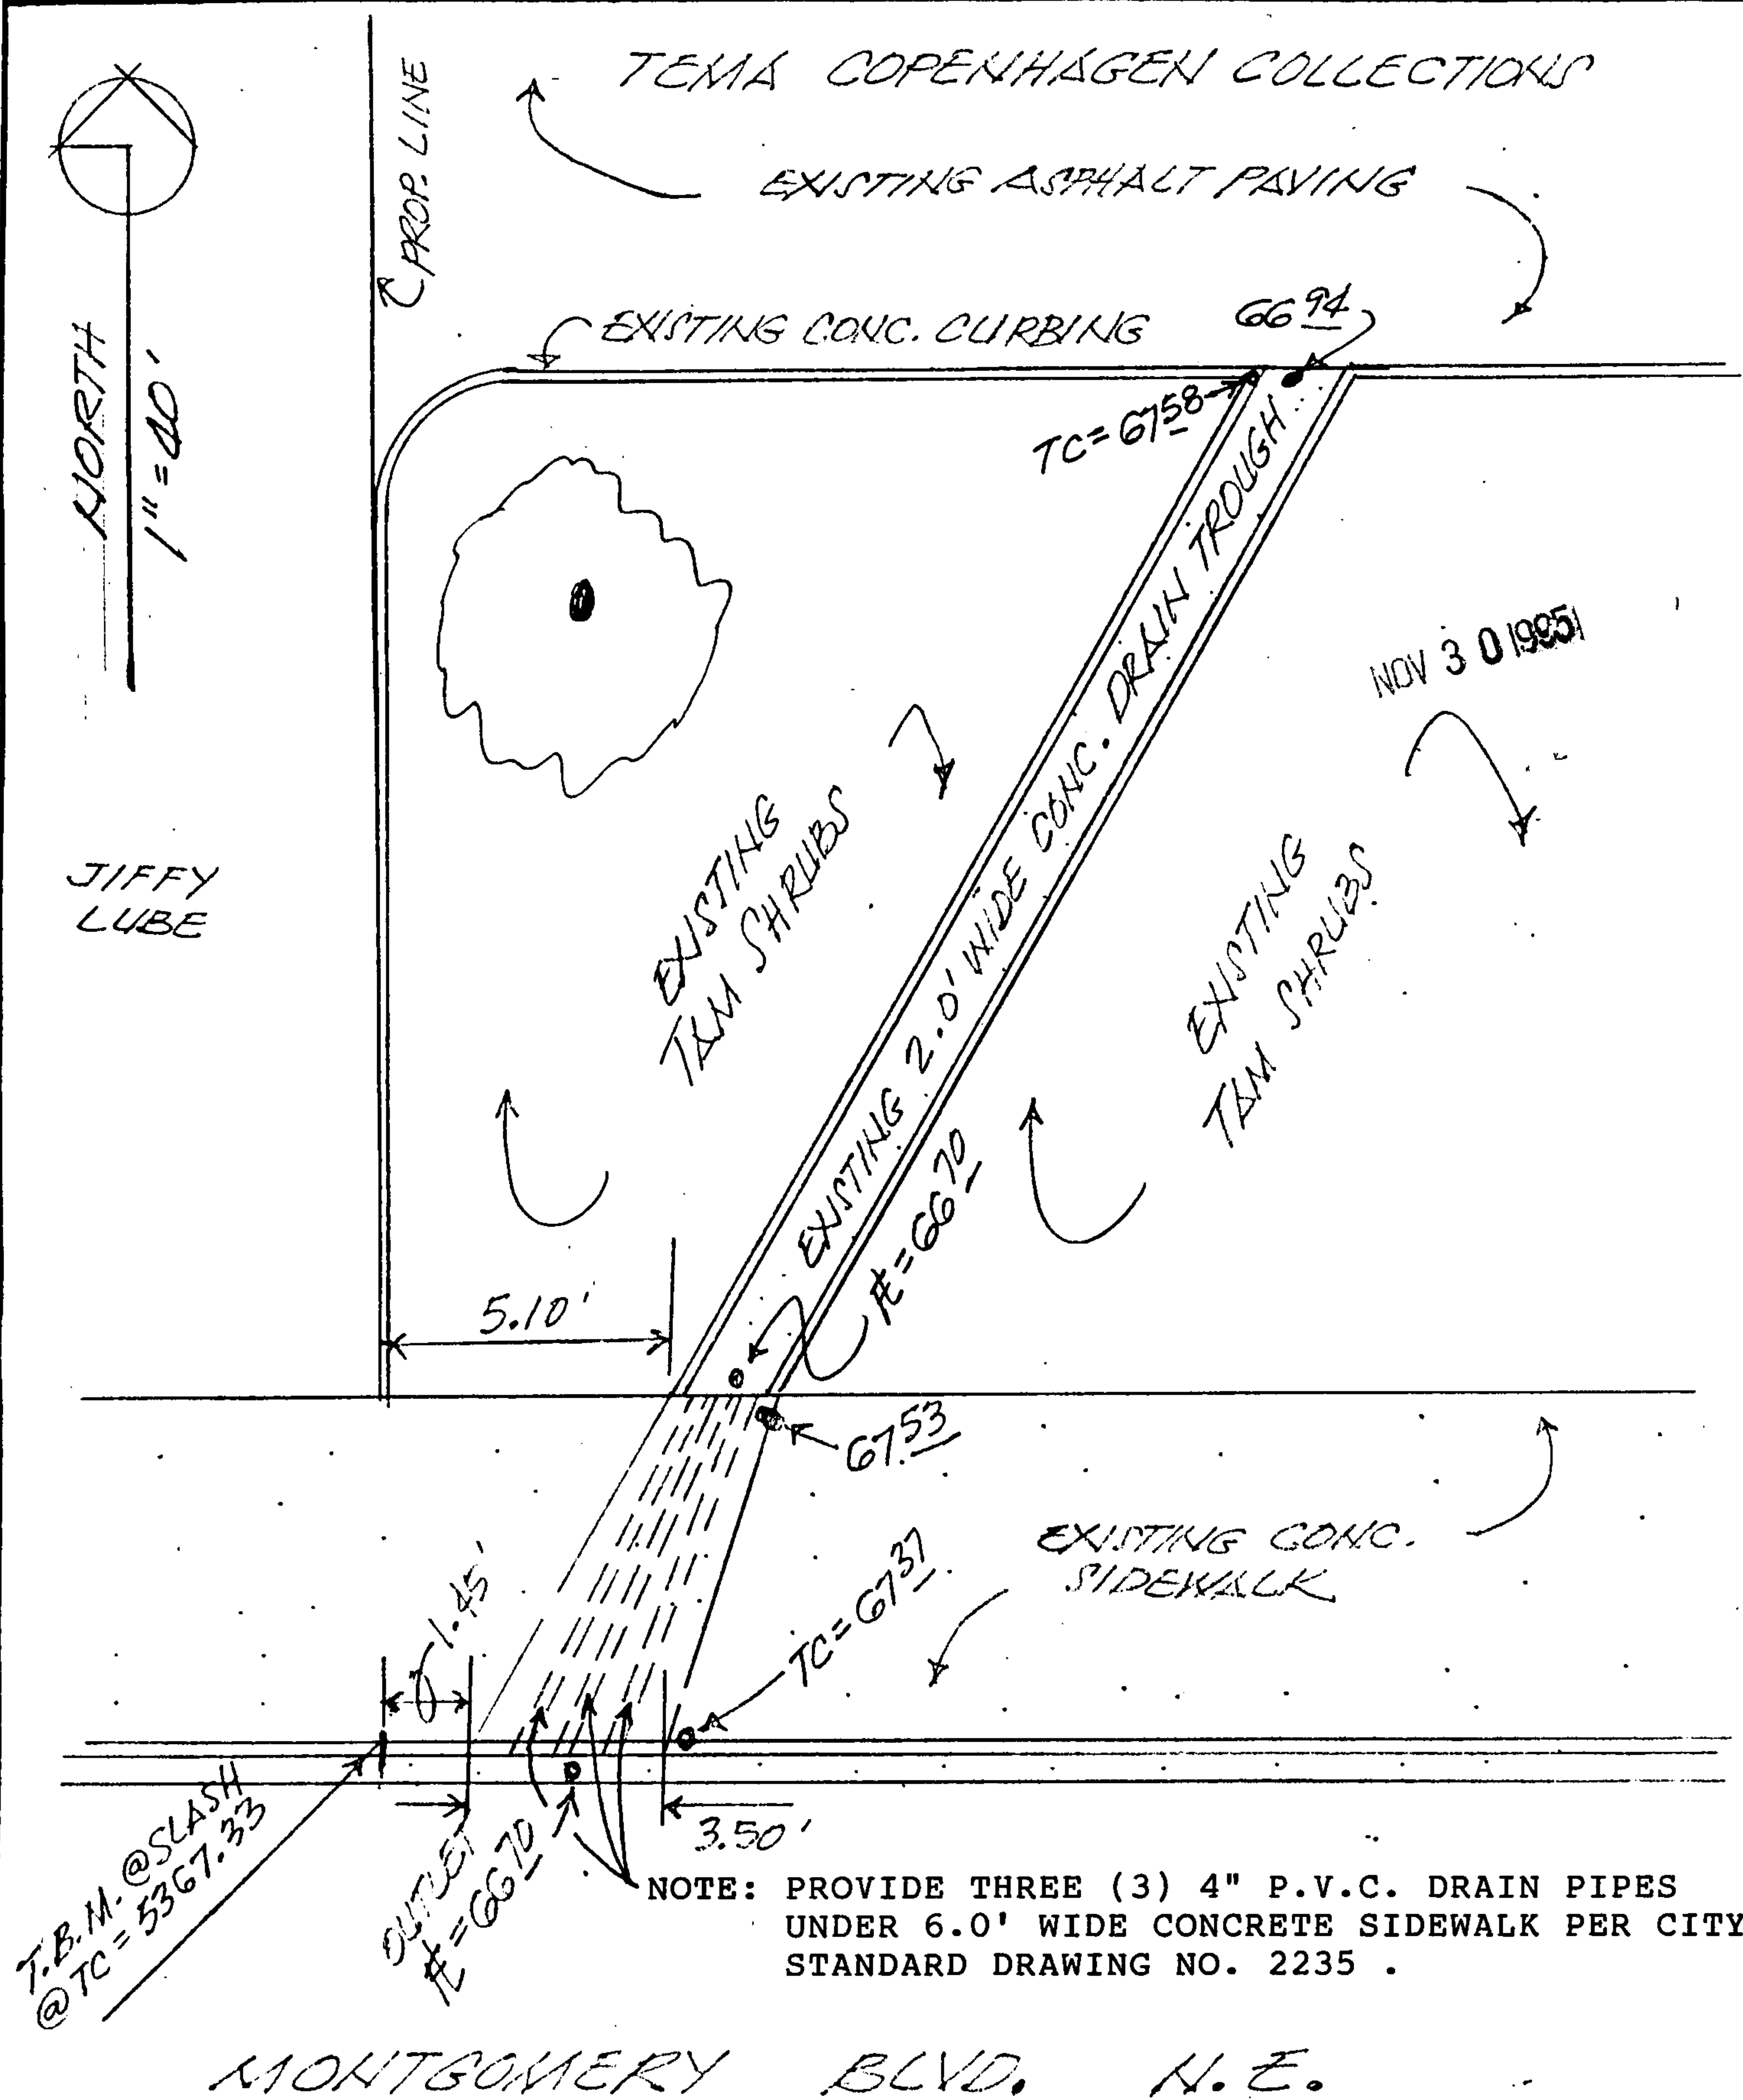 TEMA COPENHAGEN COLLECTIONS
PROP. LINE
EXISTING ASPHALT PAVING
NORTH
EXISTING CONC. CURBING
66 94
TC=67 58
NOV 30 1995
EXISTING
TAM SHRUBS
EXISTING
TAM SHRUBS
JIFFY
LUBE
EXISTING 2.0' WIDE CONC. DRAIN TROUGH
℄=66 70
5.10'
67.53
EXISTING CONC.
SIDEWALK
1.45'
TC=67 37
T.B.M. @SLASH
@TC=5367.33
OUTLET
℄=66 70
3.50'
NOTE: PROVIDE THREE (3) 4" P.V.C. DRAIN PIPES
UNDER 6.0' WIDE CONCRETE SIDEWALK PER CITY
STANDARD DRAWING NO. 2235 .
MONTGOMERY BLVD. N.E.